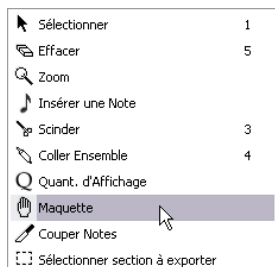 Sélectionner 1
Effacer 5
Zoom
Insérer une Note
Scinder 3
Coller Ensemble 4
Quant. d'Affichage
Maquette
Couper Notes
Sélectionner section à exporter